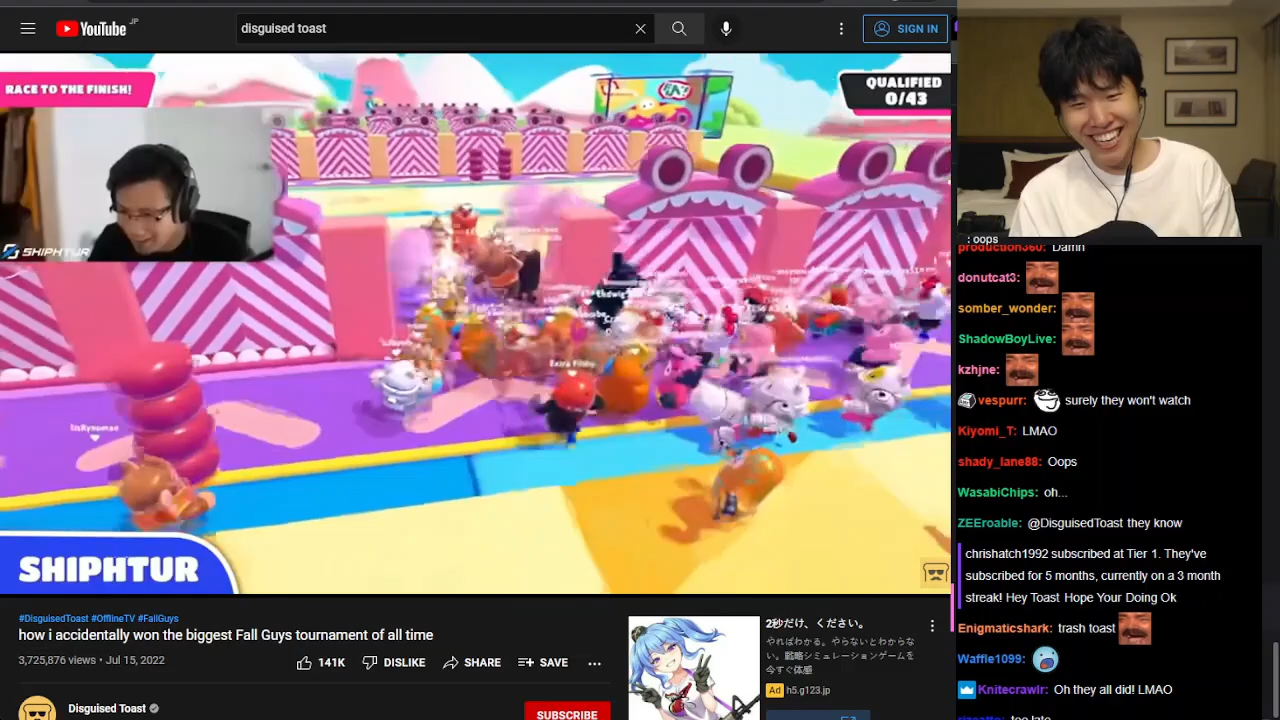 YouTube JP
disguised toast
SIGN IN
RACE TO THE FINISH!
QUALIFIED
0/43
SHIPHTUR
Extra Filthy
ItsRynomae
SHIPHTUR
#DisguisedToast #OfflineTV #FallGuys
how i accidentally won the biggest Fall Guys tournament of all time
3,725,876 views • Jul 15, 2022
141K
DISLIKE
SHARE
SAVE
Disguised Toast
SUBSCRIBE
2秒だけ、ください。
やればわかる。やらないとわからな
い。戦略シミュレーションゲームを
今すぐ体感
Ad h5.g123.jp
: oops
production360: Damn
donutcat3:
somber_wonder:
ShadowBoyLive:
kzhjne:
vespurr: surely they won't watch
Kiyomi_T: LMAO
shady_lane88: Oops
WasabiChips: oh...
ZEEroable: @DisguisedToast they know
chrishatch1992 subscribed at Tier 1. They've
subscribed for 5 months, currently on a 3 month
streak! Hey Toast Hope Your Doing Ok
Enigmaticshark: trash toast
Waffle1099:
Knitecrawlr: Oh they all did! LMAO
too late